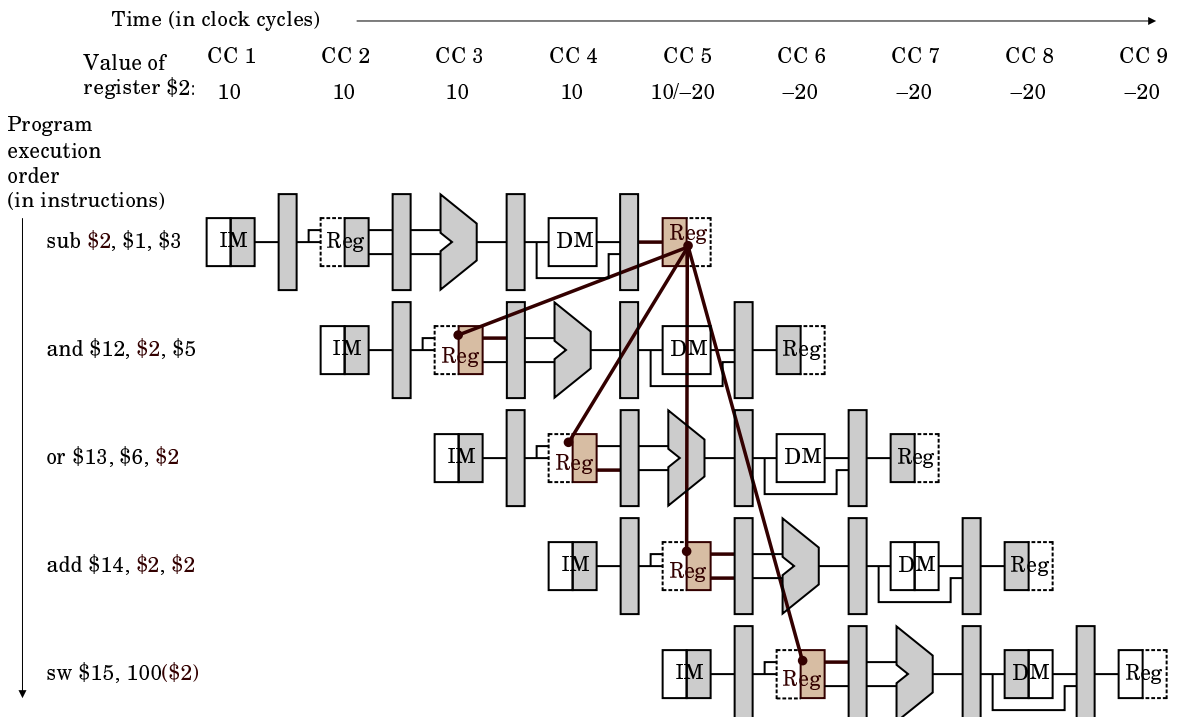 Time (in clock cycles)
CC 1 CC 2 CC 3 CC 4 CC 5 CC 6 CC 7 CC 8 CC 9
Value of
register $2:
10 10 10 10 10/–20 –20 –20 –20 –20
Program
execution
order
(in instructions)
sub $2, $1, $3
IM Reg DM Reg
and $12, $2, $5
IM Reg DM Reg
or $13, $6, $2
IM Reg DM Reg
add $14, $2, $2
IM Reg DM Reg
sw $15, 100($2)
IM Reg DM Reg